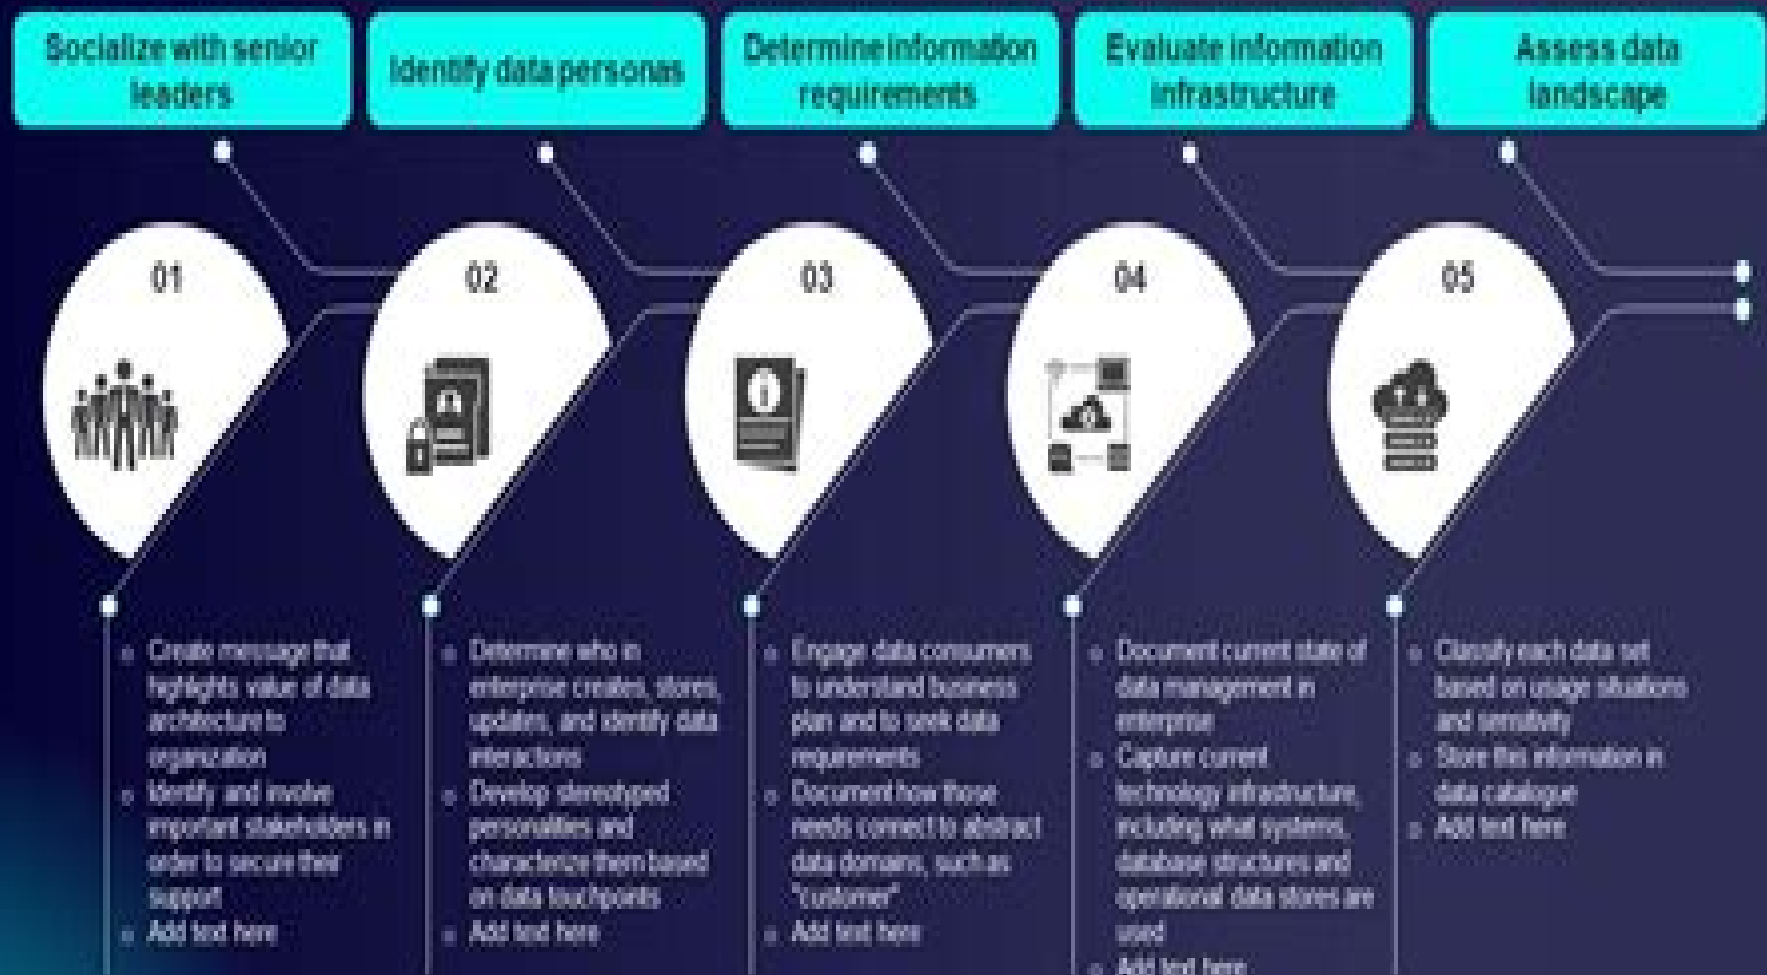 Socialize with senior
leaders
Identify data personas
Determine information
requirements
Evaluate information
infrastructure
Assess data
landscape
01
02
03
04
05
Create message that
highlights value of data
architecture to
organization
Identify and involve
important stakeholders in
order to secure their
support
Add text here
Determine who in
enterprise creates, stores,
updates, and identify data
interactions
Develop stereotyped
personalities and
characterize them based
on data touchpoints
Add text here
Engage data consumers
to understand business
plan and to seek data
requirements
Document how those
needs connect to abstract
data domains, such as
"customer"
Add text here
Document current state of
data management in
enterprise
Capture current
technology infrastructure,
including what systems,
database structures and
operational data stores are
used
Add text here
Classify each data set
based on usage situations
and sensitivity
Store this information in
data catalogue
Add text here